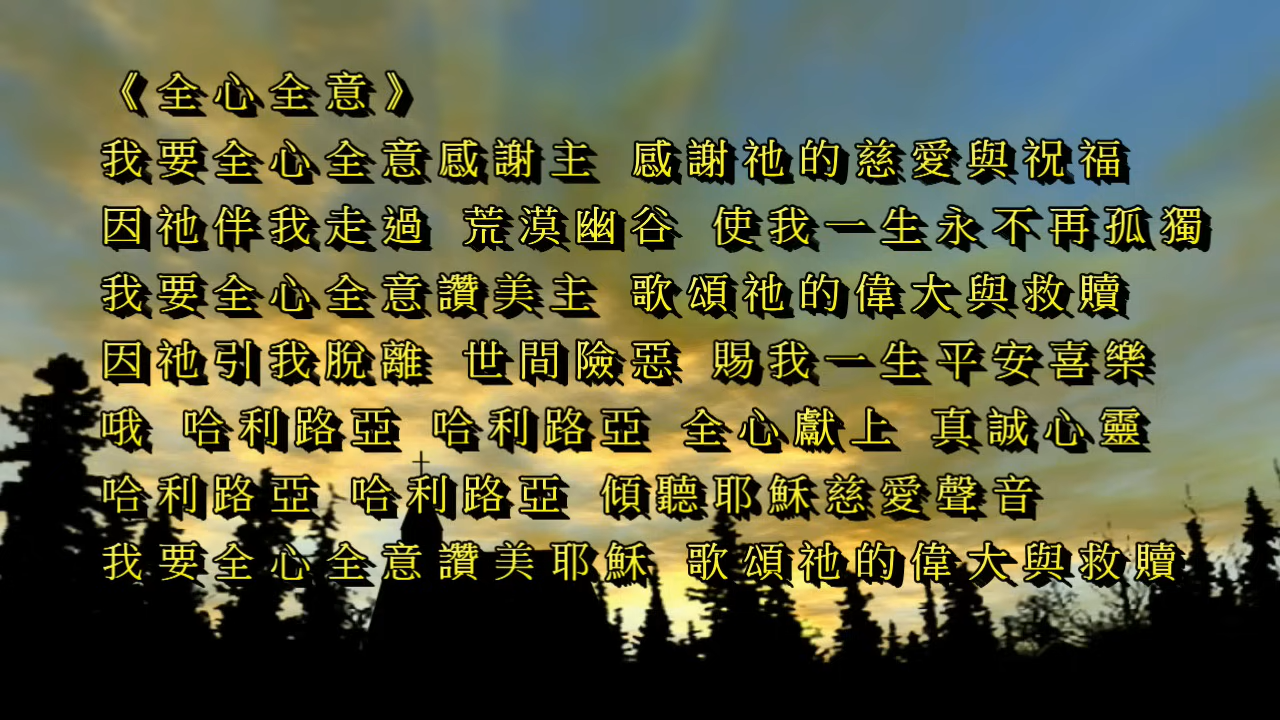 《全心全意》
我要全心全意感謝主 感謝祂的慈愛與祝福
因祂伴我走過 荒漠幽谷 使我一生永不再孤獨
我要全心全意讚美主 歌頌祂的偉大與救贖
因祂引我脫離 世間險惡 賜我一生平安喜樂
哦 哈利路亞 哈利路亞 全心獻上 真誠心靈
哈利路亞 哈利路亞 傾聽耶穌慈愛聲音
我要全心全意讚美耶穌 歌頌祂的偉大與救贖